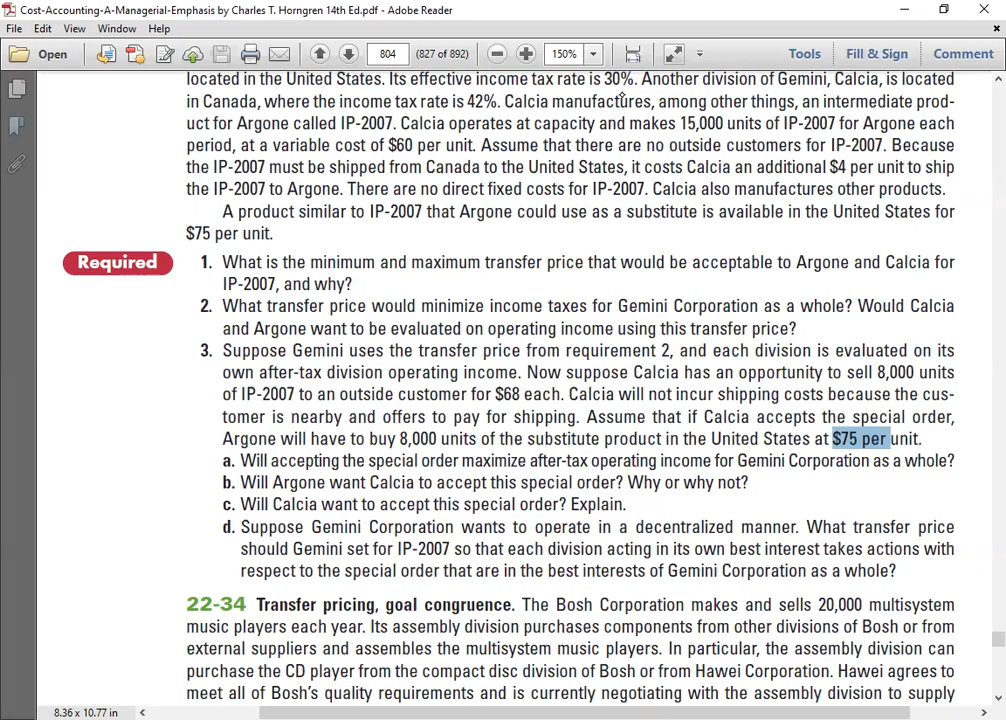 Cost-Accounting-A-Managerial-Emphasis by Charles T. Horngren 14th Ed.pdf - Adobe Reader
File Edit View Window Help
Open 804 (827 of 892) 150% Tools Fill & Sign Comment
located in the United States. Its effective income tax rate is 30%. Another division of Gemini, Calcia, is located
in Canada, where the income tax rate is 42%. Calcia manufactures, among other things, an intermediate prod-
uct for Argone called IP-2007. Calcia operates at capacity and makes 15,000 units of IP-2007 for Argone each
period, at a variable cost of $60 per unit. Assume that there are no outside customers for IP-2007. Because
the IP-2007 must be shipped from Canada to the United States, it costs Calcia an additional $4 per unit to ship
the IP-2007 to Argone. There are no direct fixed costs for IP-2007. Calcia also manufactures other products.
A product similar to IP-2007 that Argone could use as a substitute is available in the United States for
$75 per unit.
Required 1. What is the minimum and maximum transfer price that would be acceptable to Argone and Calcia for
IP-2007, and why?
2. What transfer price would minimize income taxes for Gemini Corporation as a whole? Would Calcia
and Argone want to be evaluated on operating income using this transfer price?
3. Suppose Gemini uses the transfer price from requirement 2, and each division is evaluated on its
own after-tax division operating income. Now suppose Calcia has an opportunity to sell 8,000 units
of IP-2007 to an outside customer for $68 each. Calcia will not incur shipping costs because the cus-
tomer is nearby and offers to pay for shipping. Assume that if Calcia accepts the special order,
Argone will have to buy 8,000 units of the substitute product in the United States at $75 per unit.
a. Will accepting the special order maximize after-tax operating income for Gemini Corporation as a whole?
b. Will Argone want Calcia to accept this special order? Why or why not?
c. Will Calcia want to accept this special order? Explain.
d. Suppose Gemini Corporation wants to operate in a decentralized manner. What transfer price
should Gemini set for IP-2007 so that each division acting in its own best interest takes actions with
respect to the special order that are in the best interests of Gemini Corporation as a whole?
22-34 Transfer pricing, goal congruence. The Bosh Corporation makes and sells 20,000 multisystem
music players each year. Its assembly division purchases components from other divisions of Bosh or from
external suppliers and assembles the multisystem music players. In particular, the assembly division can
purchase the CD player from the compact disc division of Bosh or from Hawei Corporation. Hawei agrees to
meet all of Bosh's quality requirements and is currently negotiating with the assembly division to supply
8.36 x 10.77 in